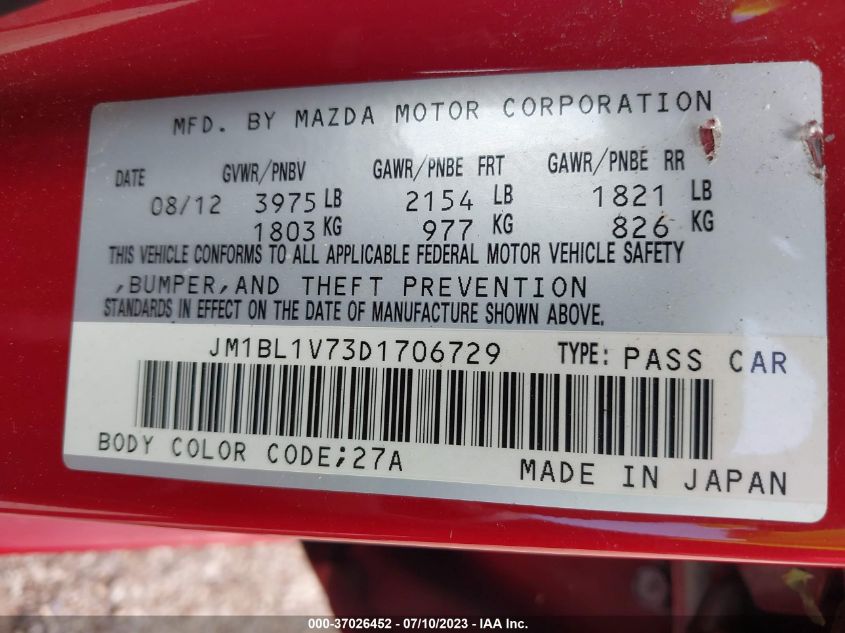 MFD. BY MAZDA MOTOR CORPORATION
DATE GVWR/PNBV GAWR/PNBE FRT GAWR/PNBE RR
08/12 3975 LB 2154 LB 1821 LB
1803 KG 977 KG 826 KG
THIS VEHICLE CONFORMS TO ALL APPLICABLE FEDERAL MOTOR VEHICLE SAFETY
,BUMPER,AND THEFT PREVENTION
STANDARDS IN EFFECT ON THE DATE OF MANUFACTURE SHOWN ABOVE.
JM1BL1V73D1706729 TYPE: PASS CAR
BODY COLOR CODE;27A
MADE IN JAPAN
000-37026452 - 07/10/2023 - IAA Inc.